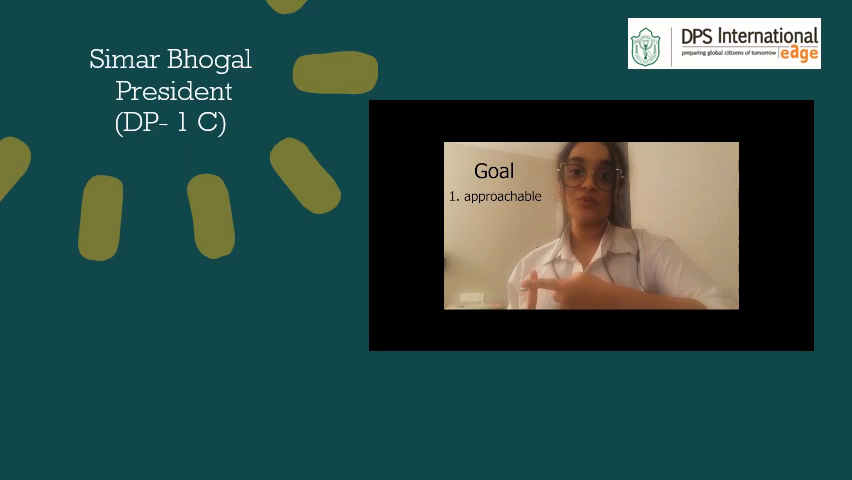 Simar Bhogal
President
(DP- 1 C)
DPS International
preparing global citizens of tomorrow
edge
Goal
1. approachable